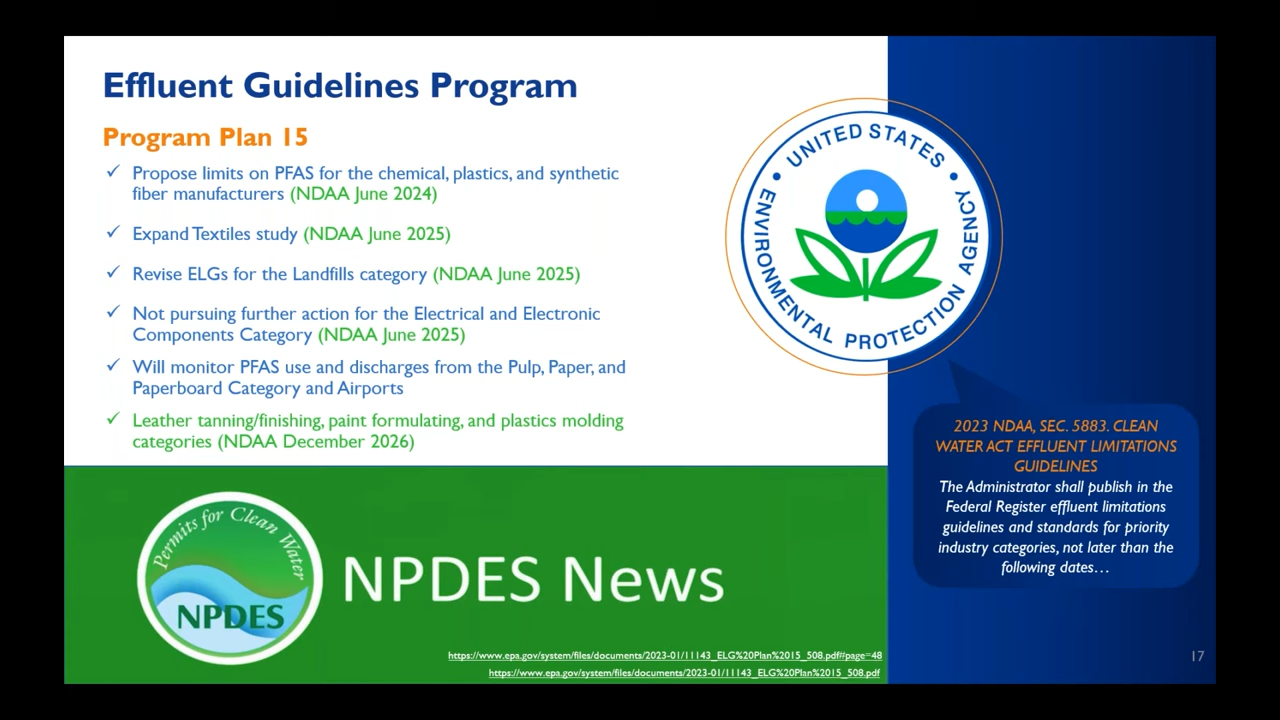 Effluent Guidelines Program
Program Plan 15
✓ Propose limits on PFAS for the chemical, plastics, and synthetic
fiber manufacturers (NDAA June 2024)
✓ Expand Textiles study (NDAA June 2025)
✓ Revise ELGs for the Landfills category (NDAA June 2025)
✓ Not pursuing further action for the Electrical and Electronic
Components Category (NDAA June 2025)
✓ Will monitor PFAS use and discharges from the Pulp, Paper, and
Paperboard Category and Airports
✓ Leather tanning/finishing, paint formulating, and plastics molding
categories (NDAA December 2026)
UNITED STATES
ENVIRONMENTAL PROTECTION AGENCY
2023 NDAA, SEC. 5883. CLEAN
WATER ACT EFFLUENT LIMITATIONS
GUIDELINES
The Administrator shall publish in the
Federal Register effluent limitations
guidelines and standards for priority
industry categories, not later than the
following dates…
Permits for Clean Water
NPDES
NPDES News
https://www.epa.gov/system/files/documents/2023-01/11143_ELG%20Plan%2015_508.pdf#page=48
https://www.epa.gov/system/files/documents/2023-01/11143_ELG%20Plan%2015_508.pdf
17